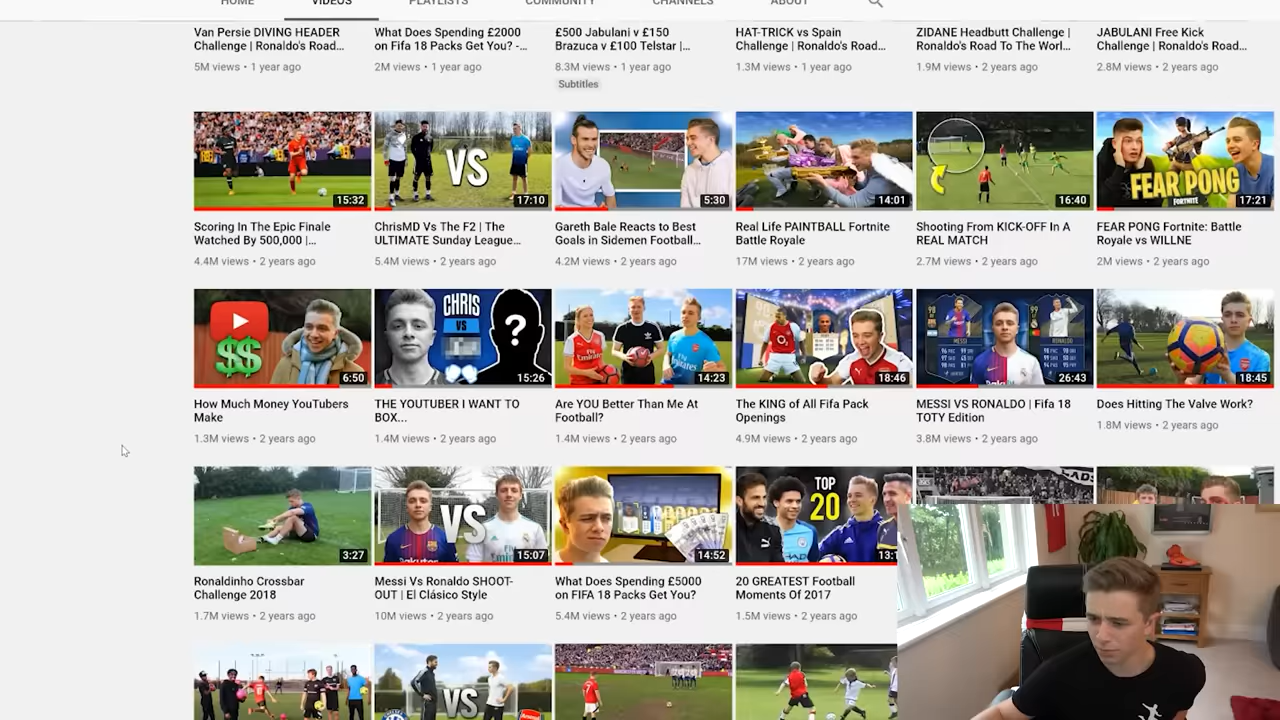 HOME VIDEOS PLAYLISTS COMMUNITY CHANNELS ABOUT
Van Persie DIVING HEADER
Challenge | Ronaldo's Road...
5M views • 1 year ago
What Does Spending £2000
on Fifa 18 Packs Get You? -...
2M views • 1 year ago
£500 Jabulani v £150
Brazuca v £100 Telstar |...
8.3M views • 1 year ago
Subtitles
HAT-TRICK vs Spain
Challenge | Ronaldo's Road...
1.3M views • 1 year ago
ZIDANE Headbutt Challenge |
Ronaldo's Road To The Worl...
1.9M views • 2 years ago
JABULANI Free Kick
Challenge | Ronaldo's Road...
2.8M views • 2 years ago
15:32
Scoring In The Epic Finale
Watched By 500,000 |...
4.4M views • 2 years ago
VS
17:10
ChrisMD Vs The F2 | The
ULTIMATE Sunday League...
5.4M views • 2 years ago
5:30
Gareth Bale Reacts to Best
Goals in Sidemen Football...
4.2M views • 2 years ago
14:01
Real Life PAINTBALL Fortnite
Battle Royale
17M views • 2 years ago
16:40
Shooting From KICK-OFF In A
REAL MATCH
2.7M views • 2 years ago
FEAR PONG
FORTNITE
17:21
FEAR PONG Fortnite: Battle
Royale vs WILLNE
2M views • 2 years ago
$$
6:50
How Much Money YouTubers
Make
1.3M views • 2 years ago
CHRIS
VS
?
15:26
THE YOUTUBER I WANT TO
BOX...
1.4M views • 2 years ago
14:23
Are YOU Better Than Me At
Football?
1.4M views • 2 years ago
18:46
The KING of All Fifa Pack
Openings
4.9M views • 2 years ago
98
MESSI
99
RONALDO
26:43
MESSI VS RONALDO | Fifa 18
TOTY Edition
3.8M views • 2 years ago
18:45
Does Hitting The Valve Work?
1.8M views • 2 years ago
3:27
Ronaldinho Crossbar
Challenge 2018
1.7M views • 2 years ago
VS
15:07
Messi Vs Ronaldo SHOOT-
OUT | El Clásico Style
10M views • 2 years ago
14:52
What Does Spending £5000
on FIFA 18 Packs Get You?
5.4M views • 2 years ago
TOP
20
13:1
20 GREATEST Football
Moments Of 2017
1.5M views • 2 years ago
VS